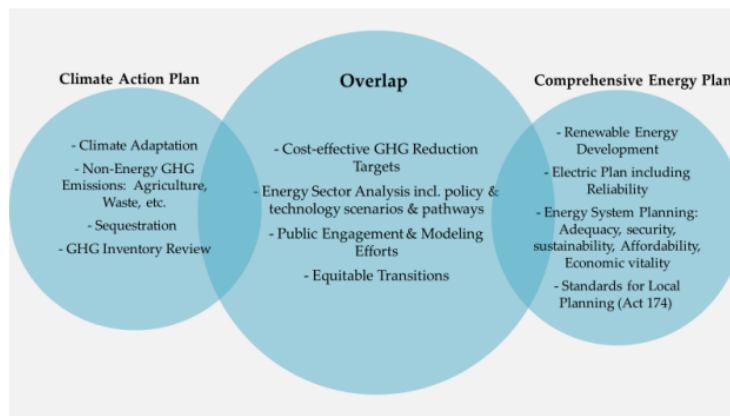 Climate Action Plan
- Climate Adaptation
- Non-Energy GHG
Emissions: Agriculture,
Waste, etc.
- Sequestration
- GHG Inventory Review
Overlap
- Cost-effective GHG Reduction
Targets
- Energy Sector Analysis incl. policy &
technology scenarios & pathways
- Public Engagement & Modeling
Efforts
- Equitable Transitions
Comprehensive Energy Plan
- Renewable Energy
Development
- Electric Plan including
Reliability
- Energy System Planning:
Adequacy, security,
sustainability, Affordability,
Economic vitality
- Standards for Local
Planning (Act 174)